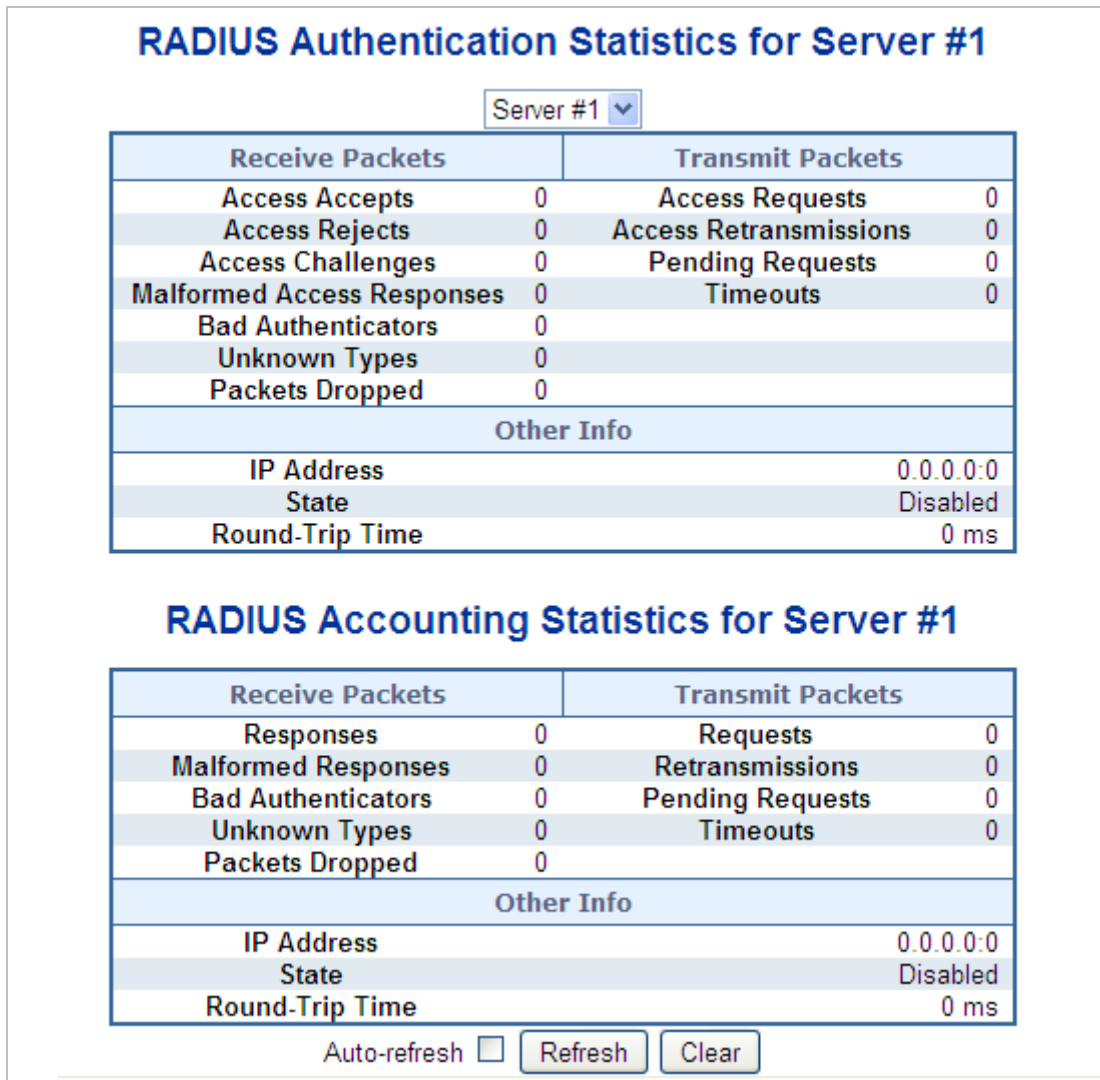 RADIUS Authentication Statistics for Server #1
Server #1
Receive Packets Transmit Packets
Access Accepts 0 Access Requests 0
Access Rejects 0 Access Retransmissions 0
Access Challenges 0 Pending Requests 0
Malformed Access Responses 0 Timeouts 0
Bad Authenticators 0
Unknown Types 0
Packets Dropped 0
Other Info
IP Address 0.0.0.0:0
State Disabled
Round-Trip Time 0 ms
RADIUS Accounting Statistics for Server #1
Receive Packets Transmit Packets
Responses 0 Requests 0
Malformed Responses 0 Retransmissions 0
Bad Authenticators 0 Pending Requests 0
Unknown Types 0 Timeouts 0
Packets Dropped 0
Other Info
IP Address 0.0.0.0:0
State Disabled
Round-Trip Time 0 ms
Auto-refresh Refresh Clear